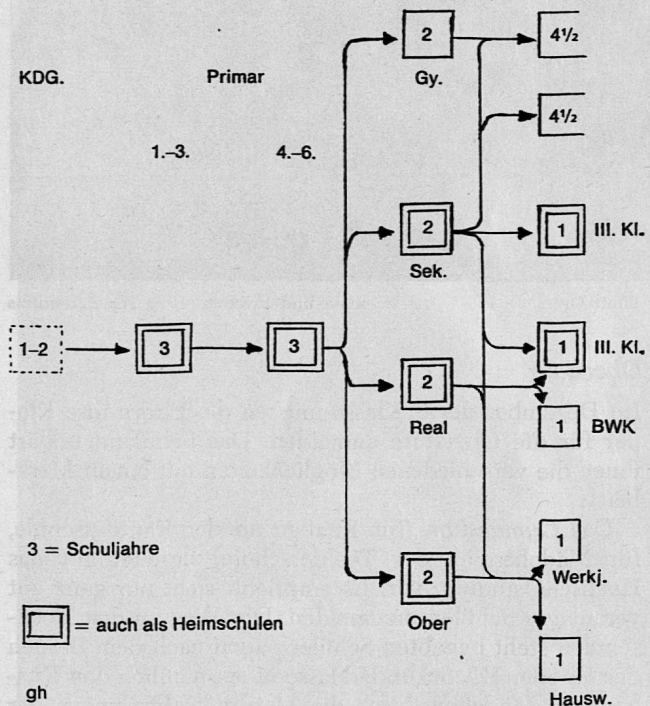 2
4½
KDG.
Primar
Gy.
4½
1.–3.
4.–6.
2
1
III. Kl.
Sek.
1–2
3
3
2
1
III. Kl.
Real
1
BWK
3 = Schuljahre
1
2
Werkj.
= auch als Heimschulen
Ober
1
gh
Hausw.